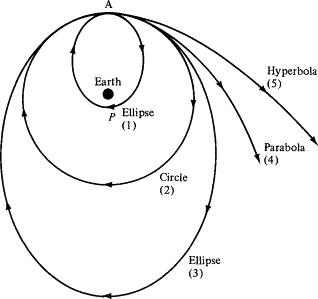 A
Earth
P
Ellipse
(1)
Circle
(2)
Ellipse
(3)
Hyperbola
(5)
Parabola
(4)